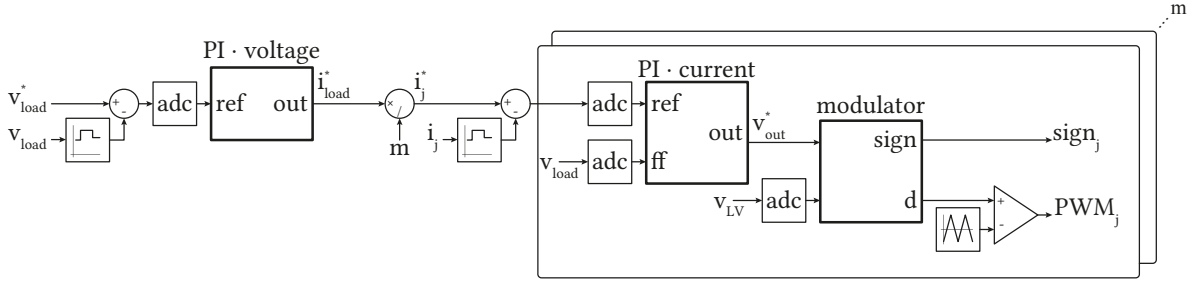 m
PI · voltage
v*load
adc
ref
out
i*load
+
-
vload
×
/
m
i*j
+
-
ij
PI · current
adc
ref
out
v*out
vload
adc
ff
modulator
sign
signj
vLV
adc
d
+
-
PWMj